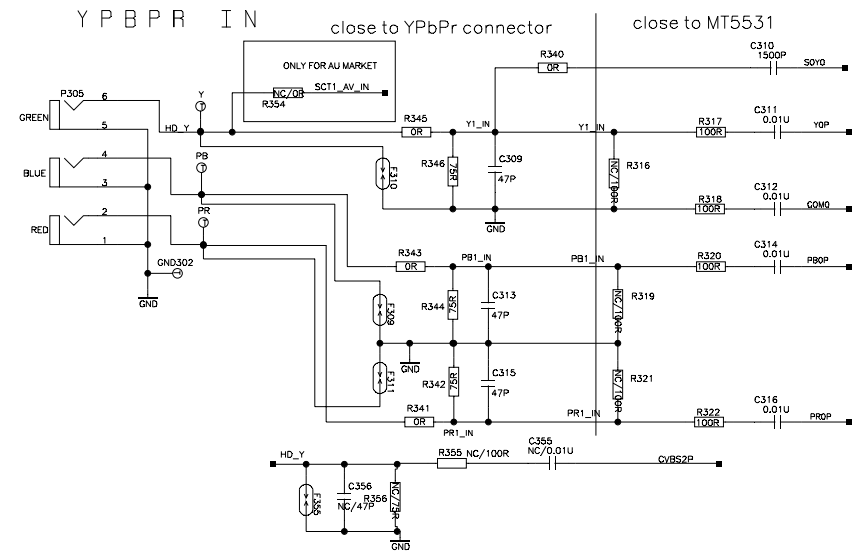 YPBPR IN
close to YPbPr connector
close to MT5531
ONLY FOR AU MARKET
SCT1_AV_IN
NC/0R
R354
R340
0R
C310
1500P
SOY0
P305
6
GREEN
5
Y
HD_Y
R345
0R
Y1_IN
Y1_IN
R317
100R
C311
0.01U
Y0P
4
BLUE
3
PB
F310
R346
75R
C309
47P
NC/100R
R316
2
RED
1
PR
GND
R318
100R
C312
0.01U
COM0
GND302
GND
R343
0R
PB1_IN
PB1_IN
R320
100R
C314
0.01U
PB0P
F309
R344
75R
C313
47P
NC/100R
R319
GND
F311
R342
75R
C315
47P
NC/100R
R321
R341
0R
PR1_IN
PR1_IN
R322
100R
C316
0.01U
PR0P
HD_Y
R355
NC/100R
C355
NC/0.01U
CVBS2P
F355
C356
NC/47P
R356
NC/75R
GND